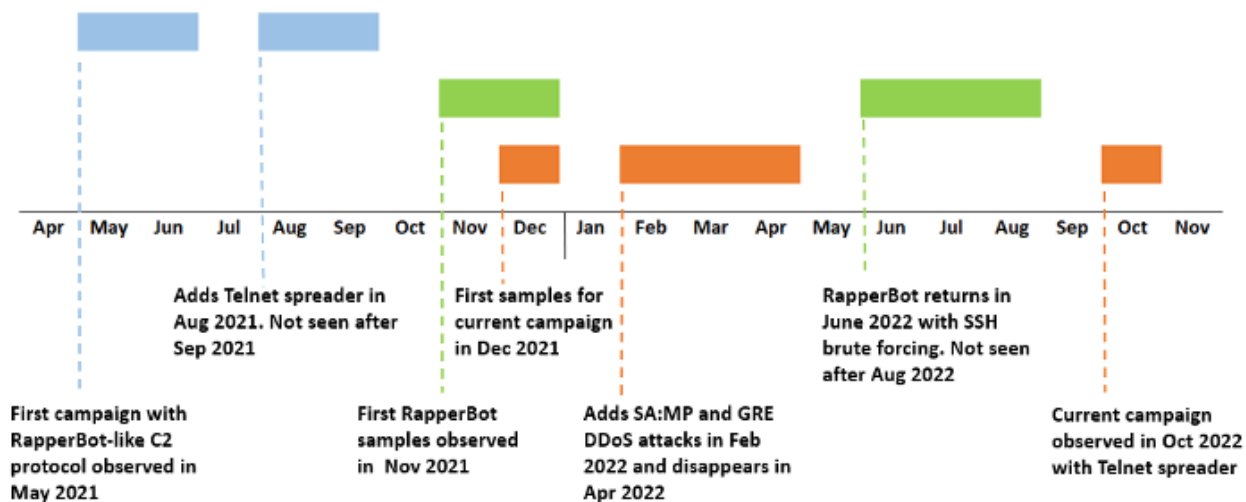 Apr May Jun Jul Aug Sep Oct Nov Dec Jan Feb Mar Apr May Jun Jul Aug Sep Oct Nov
Adds Telnet spreader in
Aug 2021. Not seen after
Sep 2021
First samples for
current campaign
in Dec 2021
RapperBot returns in
June 2022 with SSH
brute forcing. Not seen
after Aug 2022
First campaign with
RapperBot-like C2
protocol observed in
May 2021
First RapperBot
samples observed
in Nov 2021
Adds SA:MP and GRE
DDoS attacks in Feb
2022 and disappears in
Apr 2022
Current campaign
observed in Oct 2022
with Telnet spreader